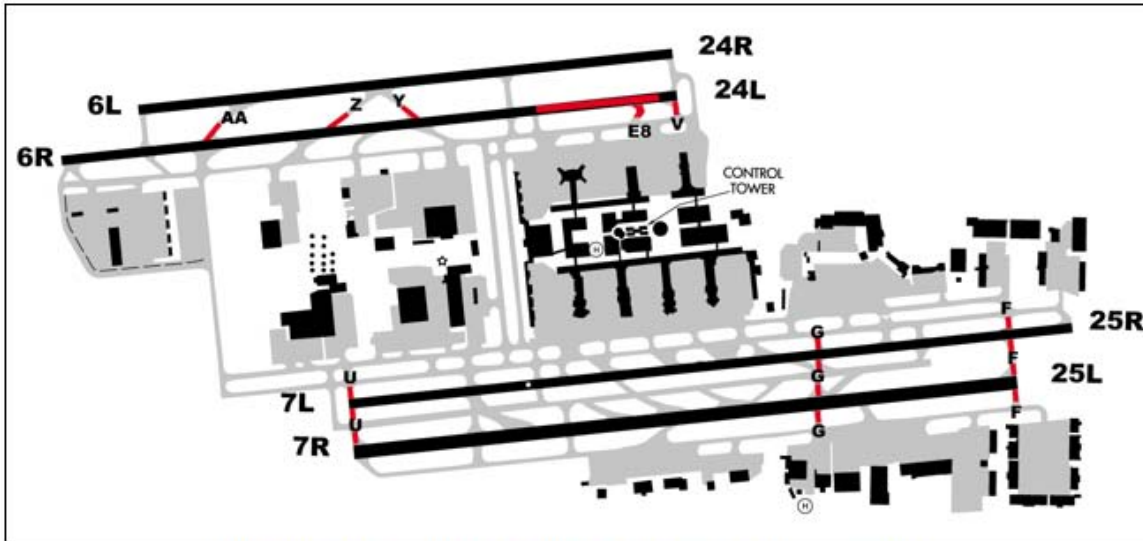 24R
24L
6L
AA
Z
Y
E8
V
6R
CONTROL
TOWER
H
F
25R
G
U
F
25L
G
7L
F
U
G
7R
H